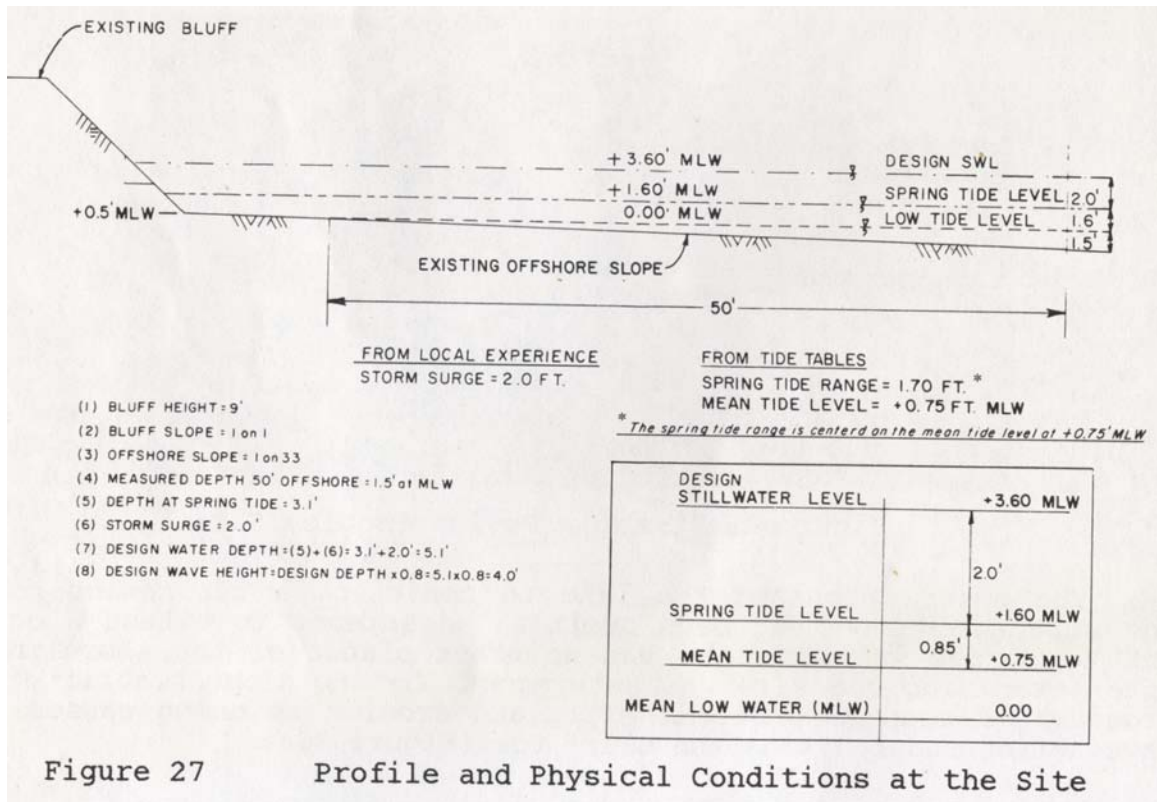 EXISTING BLUFF
+ 3.60' MLW
DESIGN SWL
+ 1.60' MLW
SPRING TIDE LEVEL
2.0'
+0.5' MLW
0.00' MLW
LOW TIDE LEVEL
1.6'
1.5'
EXISTING OFFSHORE SLOPE
50'
FROM LOCAL EXPERIENCE
STORM SURGE = 2.0 FT.
FROM TIDE TABLES
SPRING TIDE RANGE = 1.70 FT. *
MEAN TIDE LEVEL = +0.75 FT. MLW
* The spring tide range is centerd on the mean tide level at +0.75' MLW
(1) BLUFF HEIGHT = 9'
(2) BLUFF SLOPE = 1 on 1
(3) OFFSHORE SLOPE = 1 on 33
(4) MEASURED DEPTH 50' OFFSHORE = 1.5' at MLW
(5) DEPTH AT SPRING TIDE = 3.1'
(6) STORM SURGE = 2.0'
(7) DESIGN WATER DEPTH = (5) + (6) = 3.1' + 2.0' = 5.1'
(8) DESIGN WAVE HEIGHT = DESIGN DEPTH x 0.8 = 5.1 x 0.8 = 4.0'
DESIGN
STILLWATER LEVEL
+3.60 MLW
2.0'
SPRING TIDE LEVEL
+1.60 MLW
0.85'
MEAN TIDE LEVEL
+0.75 MLW
MEAN LOW WATER (MLW)
0.00
Figure 27 Profile and Physical Conditions at the Site